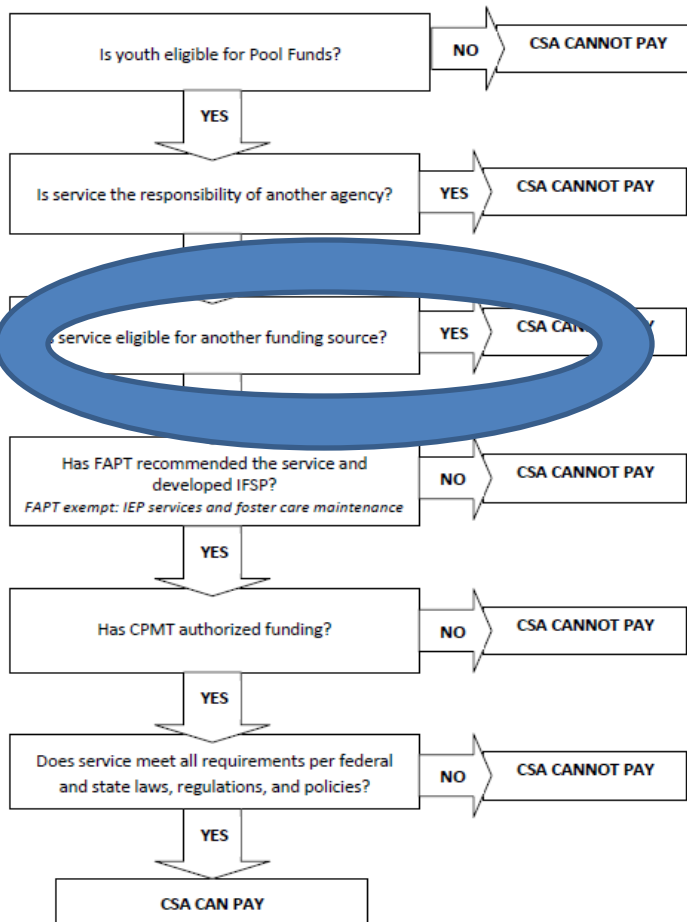 Is youth eligible for Pool Funds?
NO
CSA CANNOT PAY
YES
Is service the responsibility of another agency?
YES
CSA CANNOT PAY
s service eligible for another funding source?
YES
CSA CAN PAY
Has FAPT recommended the service and
developed IFSP?
FAPT exempt: IEP services and foster care maintenance
NO
CSA CANNOT PAY
YES
Has CPMT authorized funding?
NO
CSA CANNOT PAY
YES
Does service meet all requirements per federal
and state laws, regulations, and policies?
NO
CSA CANNOT PAY
YES
CSA CAN PAY